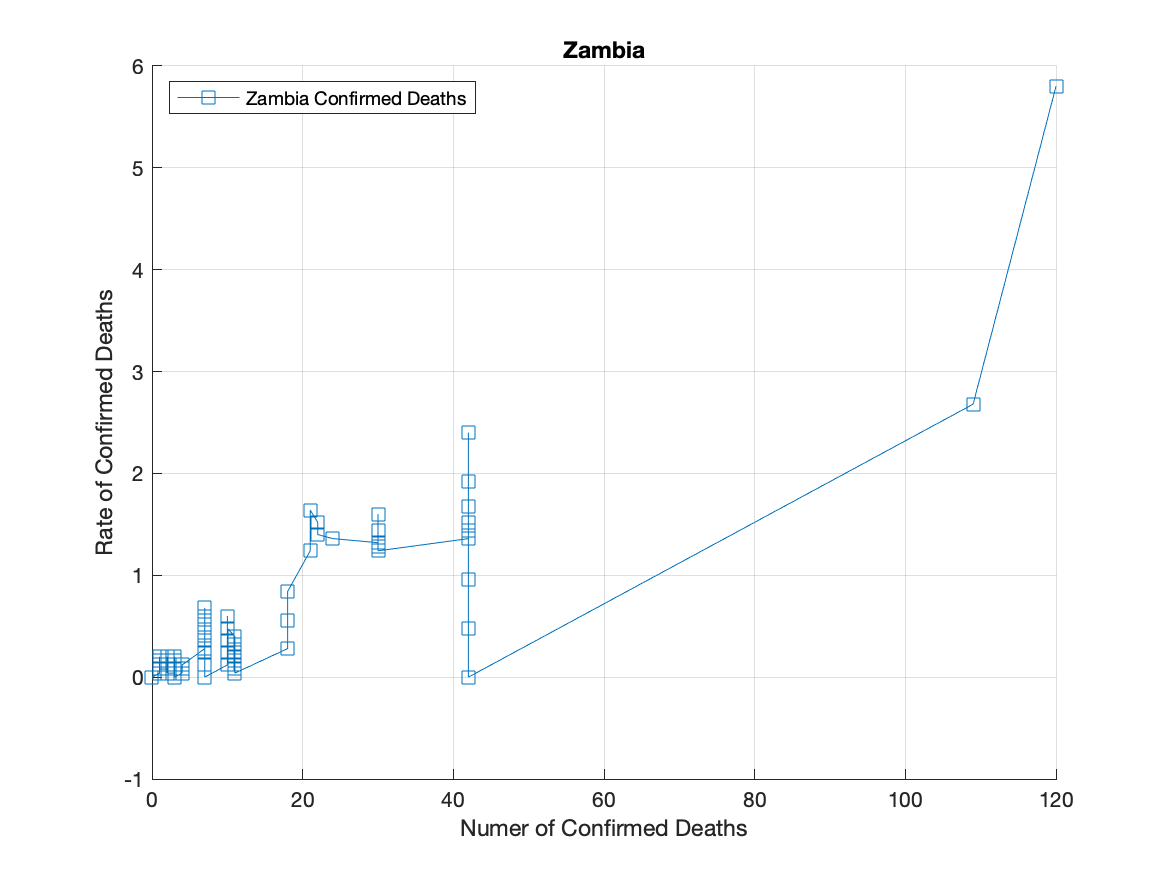 Zambia
Zambia Confirmed Deaths
Rate of Confirmed Deaths
6
5
4
3
2
1
0
-1
0 20 40 60 80 100 120
Numer of Confirmed Deaths